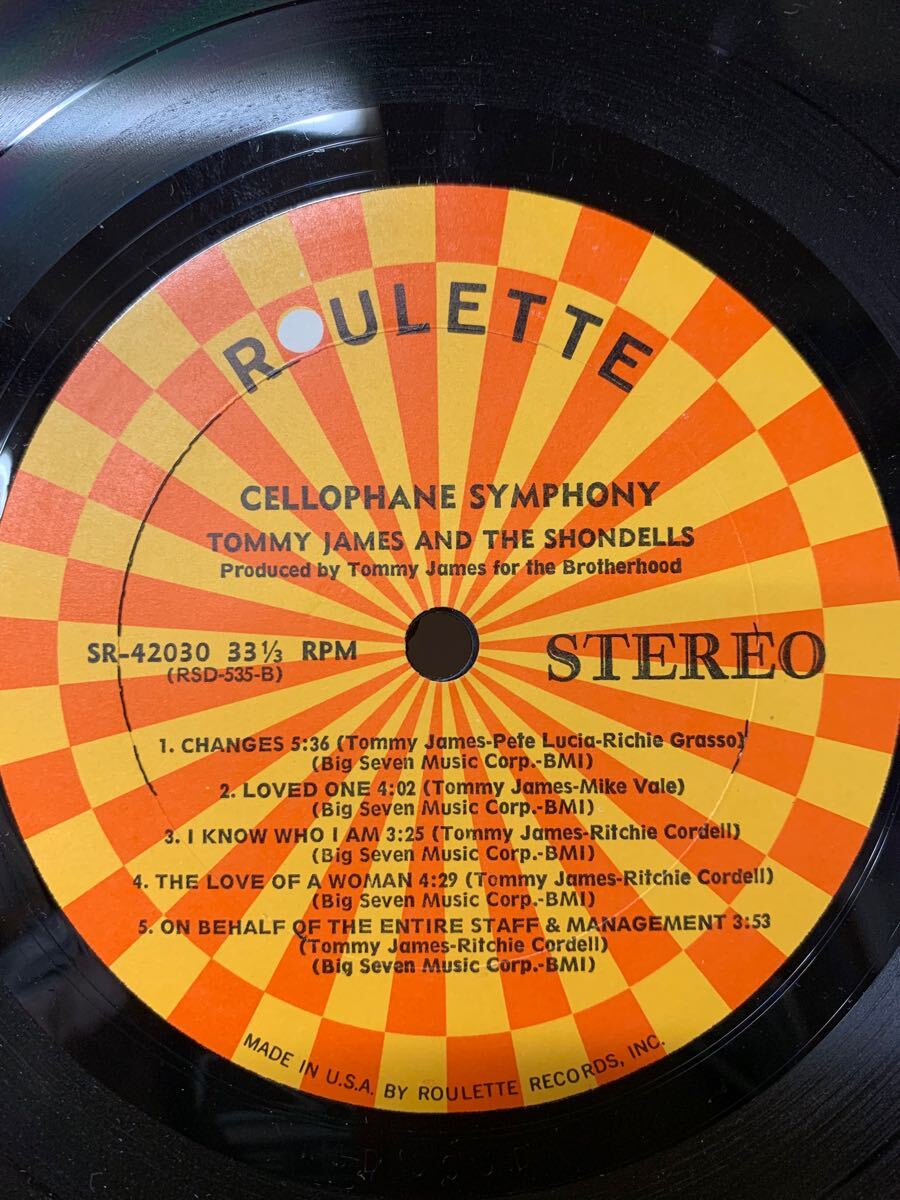 ROULETTE
CELLOPHANE SYMPHONY
TOMMY JAMES AND THE SHONDELLS
Produced by Tommy James for the Brotherhood
SR-42030 33 1/3 RPM
(RSD-535-B)
STEREO
1. CHANGES 5:36 (Tommy James-Pete Lucia-Richie Grasso)
(Big Seven Music Corp.-BMI)
2. LOVED ONE 4:02 (Tommy James-Mike Vale)
(Big Seven Music Corp.-BMI)
3. I KNOW WHO I AM 3:25 (Tommy James-Ritchie Cordell)
(Big Seven Music Corp.-BMI)
4. THE LOVE OF A WOMAN 4:29 (Tommy James-Ritchie Cordell)
(Big Seven Music Corp.-BMI)
5. ON BEHALF OF THE ENTIRE STAFF & MANAGEMENT 3:53
(Tommy James-Ritchie Cordell)
(Big Seven Music Corp.-BMI)
MADE IN U.S.A. BY ROULETTE RECORDS, INC.